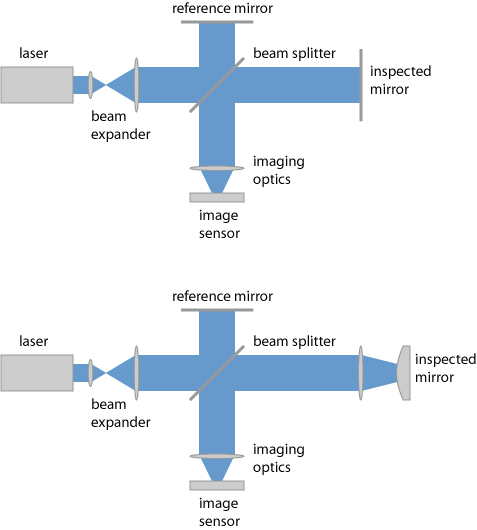 reference mirror
laser
beam splitter
inspected
mirror
beam
expander
imaging
optics
image
sensor
reference mirror
laser
beam splitter
inspected
mirror
beam
expander
imaging
optics
image
sensor